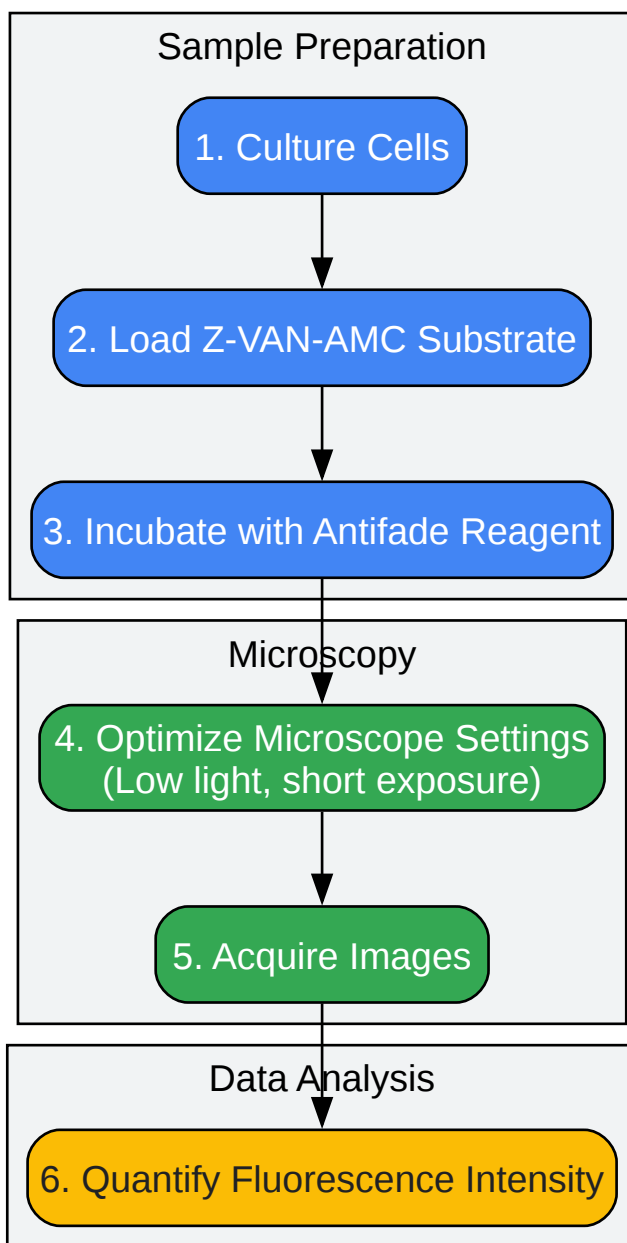 Sample Preparation
1. Culture Cells
2. Load Z-VAN-AMC Substrate
3. Incubate with Antifade Reagent
Microscopy
4. Optimize Microscope Settings
(Low light, short exposure)
5. Acquire Images
Data Analysis
6. Quantify Fluorescence Intensity